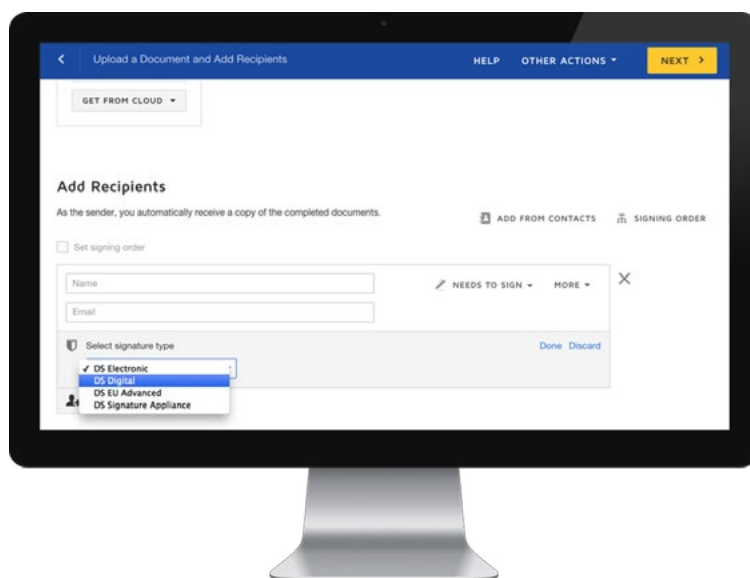 Upload a Document and Add Recipients
HELP
OTHER ACTIONS
NEXT
GET FROM CLOUD
Add Recipients
As the sender, you automatically receive a copy of the completed documents.
ADD FROM CONTACTS
SIGNING ORDER
Set signing order
Name
NEEDS TO SIGN
MORE
Email
Select signature type
Done Discard
✓ DS Electronic
DS Digital
DS EU Advanced
DS Signature Appliance